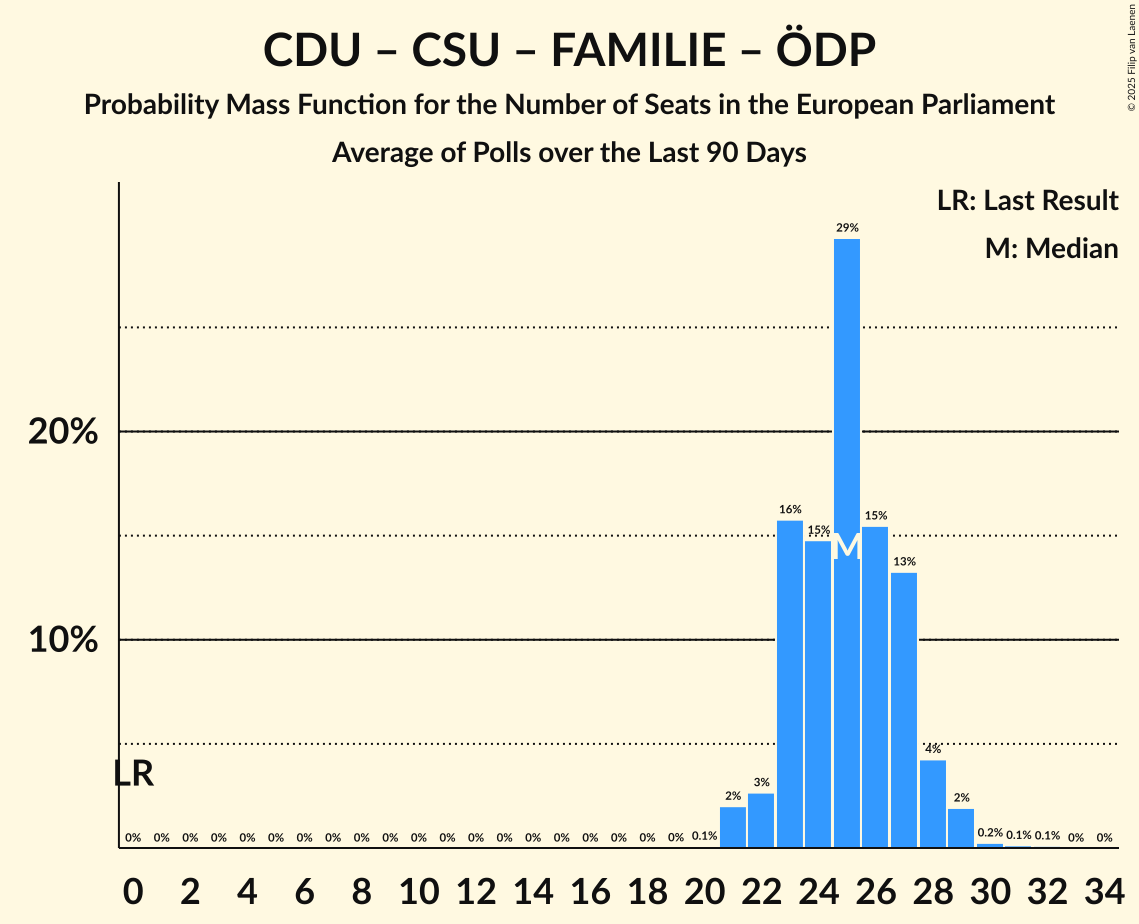 CDU – CSU – FAMILIE – ÖDP
Probability Mass Function for the Number of Seats in the European Parliament
Average of Polls over the Last 90 Days
© 2025 Filip van Laenen
LR: Last Result
M: Median
29%
20%
16%
15%
M
15%
13%
10%
LR
4%
0% 0% 0% 0% 0% 0% 0% 0% 0% 0% 0% 0% 0% 0% 0% 0% 0% 0% 0% 0% 0.1% 2% 3% 2% 0.2% 0.1% 0.1% 0% 0%
0 2 4 6 8 10 12 14 16 18 20 22 24 26 28 30 32 34